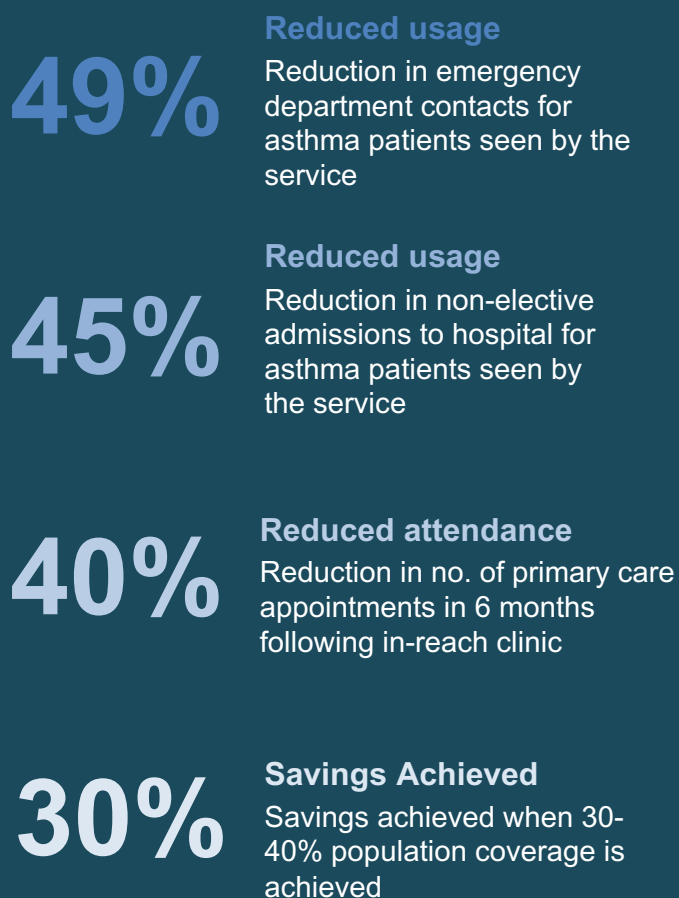 49%
Reduced usage
Reduction in emergency
department contacts for
asthma patients seen by the
service
45%
Reduced usage
Reduction in non-elective
admissions to hospital for
asthma patients seen by
the service
40%
Reduced attendance
Reduction in no. of primary care
appointments in 6 months
following in-reach clinic
30%
Savings Achieved
Savings achieved when 30-
40% population coverage is
achieved